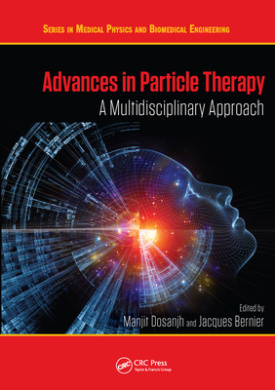 Series in Medical Physics and Biomedical Engineering
Advances in Particle Therapy
A Multidisciplinary Approach
Edited by
Manjit Dosanjh and Jacques Bernier
CRC Press
Taylor & Francis Group